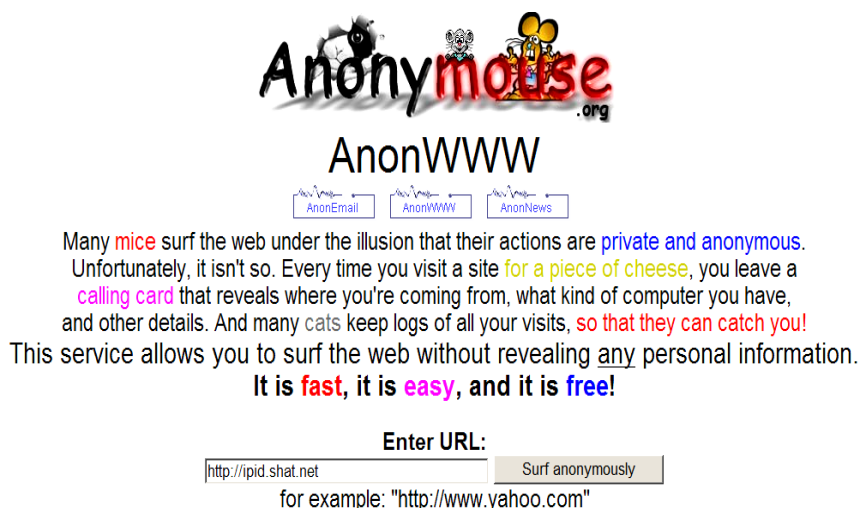 Anonymouse
.org
AnonWWW
AnonEmail AnonWWW AnonNews
Many mice surf the web under the illusion that their actions are private and anonymous.
Unfortunately, it isn't so. Every time you visit a site for a piece of cheese, you leave a
calling card that reveals where you're coming from, what kind of computer you have,
and other details. And many cats keep logs of all your visits, so that they can catch you!
This service allows you to surf the web without revealing any personal information.
It is fast, it is easy, and it is free!
Enter URL:
http://ipid.shat.net Surf anonymously
for example: "http://www.yahoo.com"